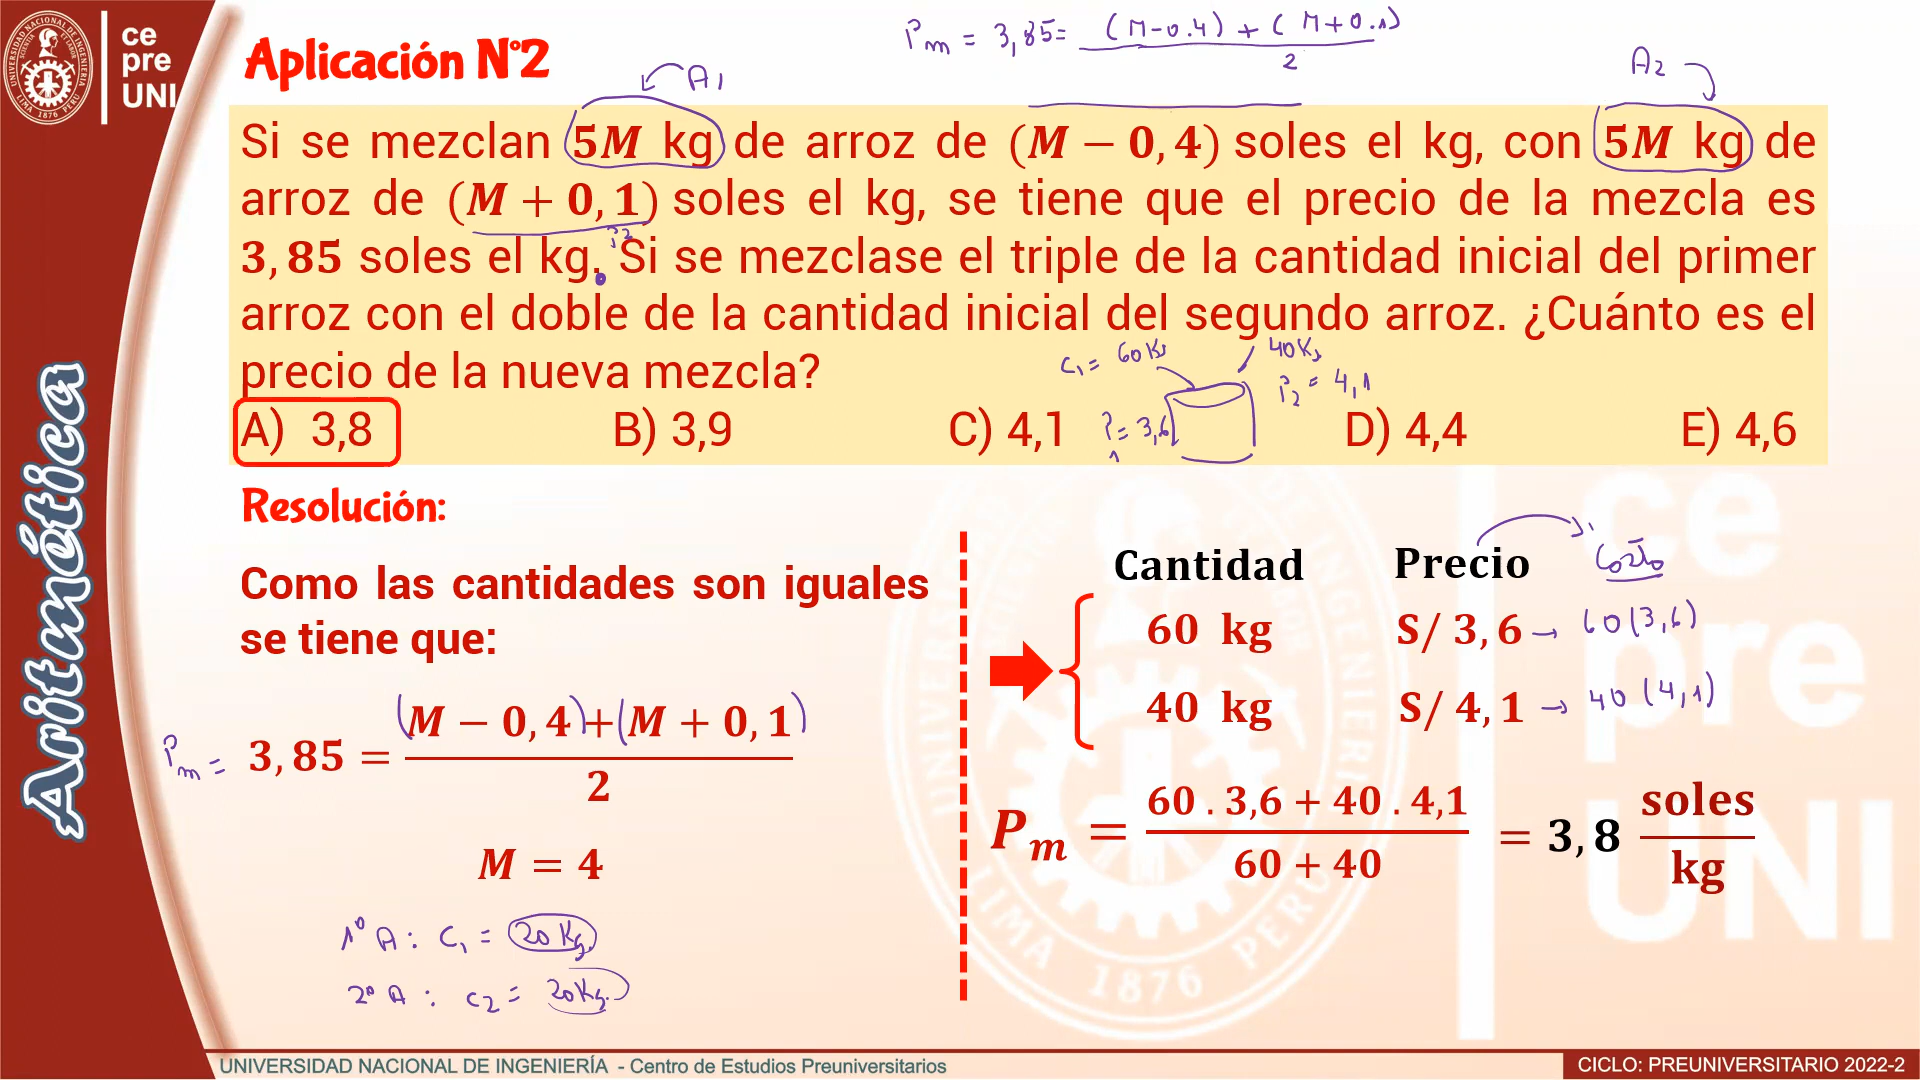 ce
pre
UNI
Aplicación N°2
Pm = 3,85 = (M-0.4) + (M+0.1)
2
A1
A2
Si se mezclan 5M kg de arroz de (M − 0, 4) soles el kg, con 5M kg de
arroz de (M + 0, 1) soles el kg, se tiene que el precio de la mezcla es
P2
3, 85 soles el kg. Si se mezclase el triple de la cantidad inicial del primer
arroz con el doble de la cantidad inicial del segundo arroz. ¿Cuánto es el
precio de la nueva mezcla?
C1 = 60 Kg
40 Kg
P2 = 4,1
P1 = 3,6
A) 3,8 B) 3,9 C) 4,1 D) 4,4 E) 4,6
Resolución:
Como las cantidades son iguales
se tiene que:
Pm = 3, 85 = (M − 0, 4)+(M + 0, 1)
2
M = 4
1° A : C1 = 20 Kg.
2° A : C2 = 20 Kg.
Cantidad Precio Costo
60 kg S/ 3, 6 → 60(3,6)
40 kg S/ 4, 1 → 40 (4,1)
Pm = 60 . 3,6 + 40 . 4,1
60 + 40
= 3, 8 soles
kg
Aritmética
UNIVERSIDAD NACIONAL DE INGENIERÍA - Centro de Estudios Preuniversitarios
CICLO: PREUNIVERSITARIO 2022-2
ce
pre
UNI
LIMA 1876 PERU